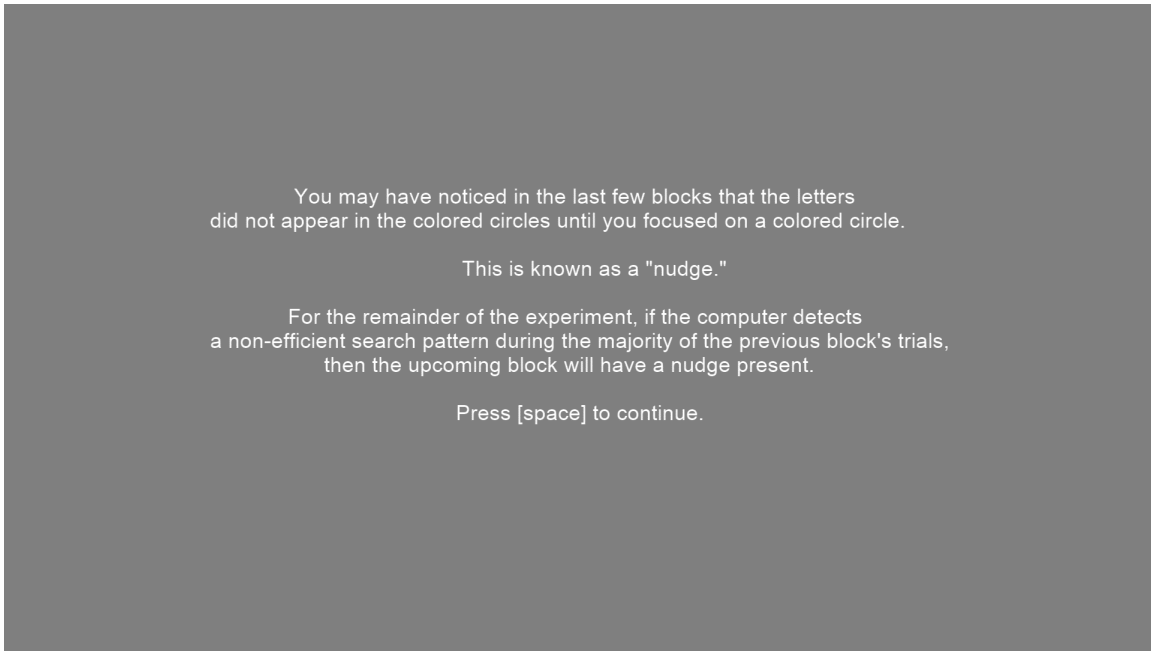 You may have noticed in the last few blocks that the letters
did not appear in the colored circles until you focused on a colored circle.
This is known as a "nudge."
For the remainder of the experiment, if the computer detects
a non-efficient search pattern during the majority of the previous block's trials,
then the upcoming block will have a nudge present.
Press [space] to continue.